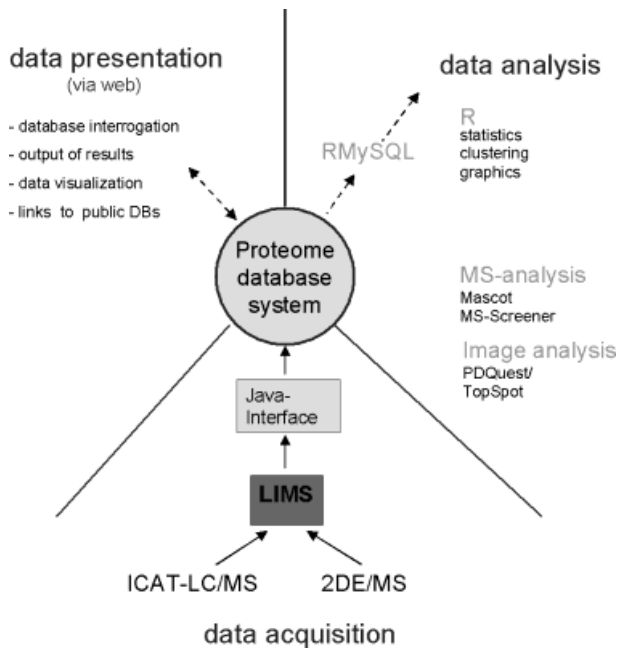 data presentation
(via web)
- database interrogation
- output of results
- data visualization
- links to public DBs
data analysis
RMySQL
R
statistics
clustering
graphics
Proteome
database
system
MS-analysis
Mascot
MS-Screener
Image analysis
PDQuest/
TopSpot
Java-
Interface
LIMS
ICAT-LC/MS
2DE/MS
data acquisition